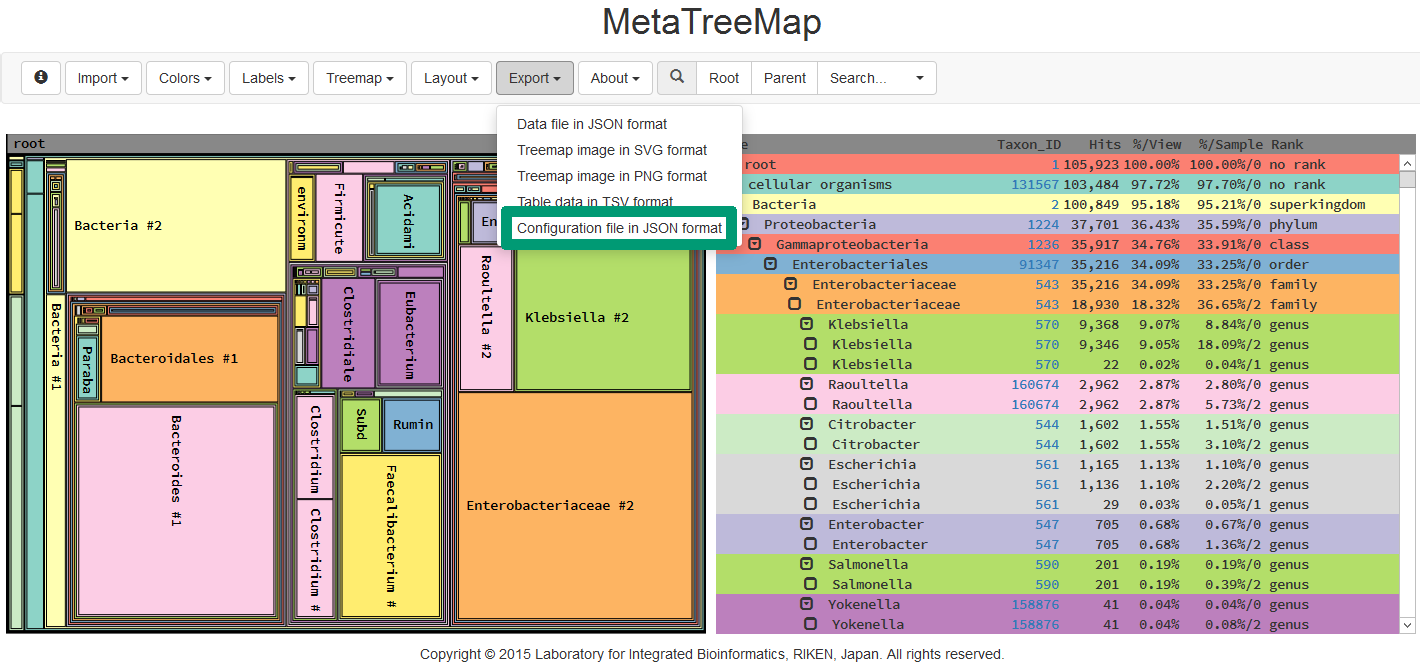 MetaTreeMap
Import Colors Labels Treemap Layout Export About Root Parent Search...
Data file in JSON format
Treemap image in SVG format
Treemap image in PNG format
Table data in TSV format
Configuration file in JSON format
root
Bacteria #2
Bacteria #1
Paraba
Bacteroidales #1
Bacteroides #1
environm
Firmicute
Acidami
Clostridiale
Eubacterium
Clostridium
Clostridium #
Subd
Rumin
Faecalibacterium #
En
Raoultella #2
Klebsiella #2
Enterobacteriaceae #2
e Taxon_ID Hits %/View %/Sample Rank
root 1 105,923 100.00% 100.00%/0 no rank
cellular organisms 131567 103,484 97.72% 97.70%/0 no rank
Bacteria 2 100,849 95.18% 95.21%/0 superkingdom
Proteobacteria 1224 37,701 36.43% 35.59%/0 phylum
Gammaproteobacteria 1236 35,917 34.76% 33.91%/0 class
Enterobacteriales 91347 35,216 34.09% 33.25%/0 order
Enterobacteriaceae 543 35,216 34.09% 33.25%/0 family
Enterobacteriaceae 543 18,930 18.32% 36.65%/2 family
Klebsiella 570 9,368 9.07% 8.84%/0 genus
Klebsiella 570 9,346 9.05% 18.09%/2 genus
Klebsiella 570 22 0.02% 0.04%/1 genus
Raoultella 160674 2,962 2.87% 2.80%/0 genus
Raoultella 160674 2,962 2.87% 5.73%/2 genus
Citrobacter 544 1,602 1.55% 1.51%/0 genus
Citrobacter 544 1,602 1.55% 3.10%/2 genus
Escherichia 561 1,165 1.13% 1.10%/0 genus
Escherichia 561 1,136 1.10% 2.20%/2 genus
Escherichia 561 29 0.03% 0.05%/1 genus
Enterobacter 547 705 0.68% 0.67%/0 genus
Enterobacter 547 705 0.68% 1.36%/2 genus
Salmonella 590 201 0.19% 0.19%/0 genus
Salmonella 590 201 0.19% 0.39%/2 genus
Yokenella 158876 41 0.04% 0.04%/0 genus
Yokenella 158876 41 0.04% 0.08%/2 genus
Copyright © 2015 Laboratory for Integrated Bioinformatics, RIKEN, Japan. All rights reserved.